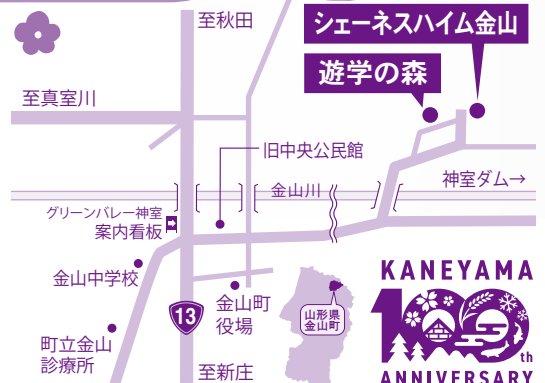 至秋田
シェーネスハイム金山
遊学の森
至真室川
旧中央公民館
神室ダム→
金山川
グリーンバレー神室
案内看板
金山中学校
13
金山町
役場
山形県
金山町
町立金山
診療所
至新庄
KANEYAMA
100th
ANNIVERSARY